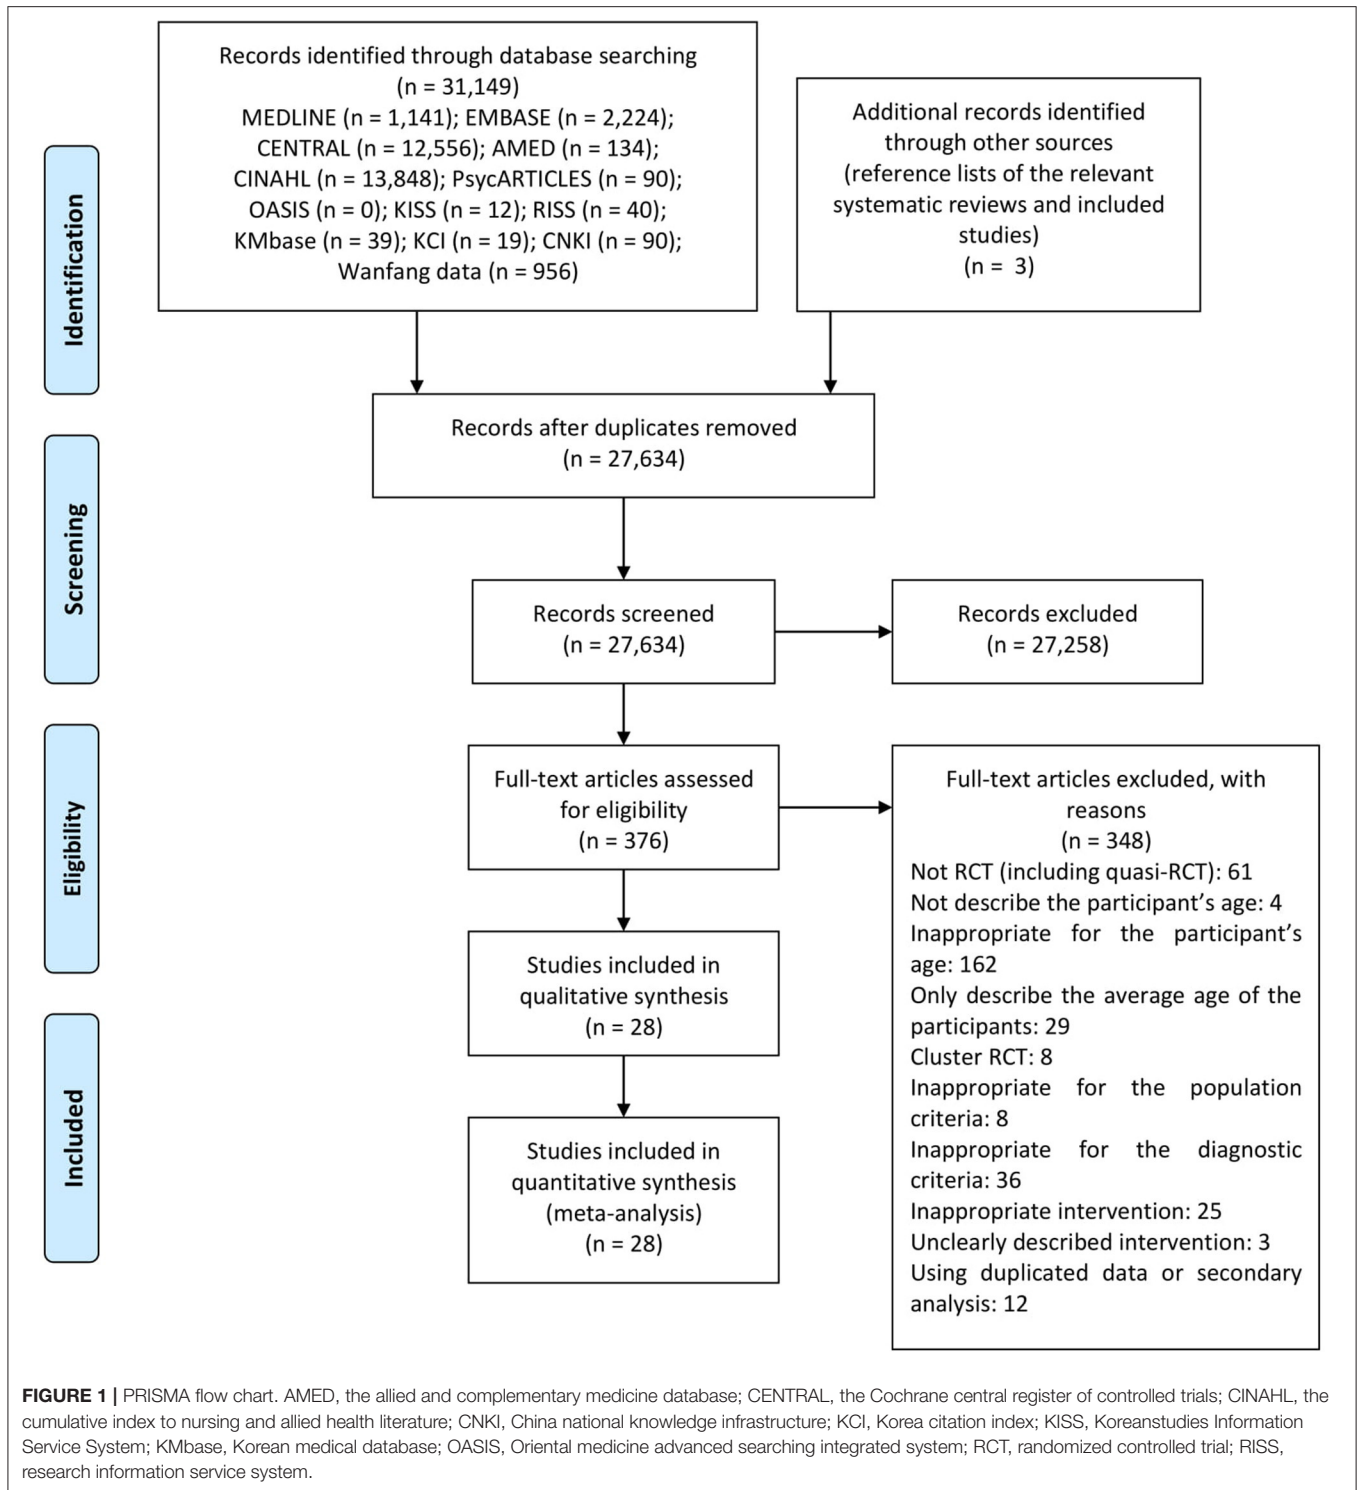 Records identified through database searching
(n = 31,149)
MEDLINE (n = 1,141); EMBASE (n = 2,224);
CENTRAL (n = 12,556); AMED (n = 134);
CINAHL (n = 13,848); PsycARTICLES (n = 90);
OASIS (n = 0); KISS (n = 12); RISS (n = 40);
KMbase (n = 39); KCI (n = 19); CNKI (n = 90);
Wanfang data (n = 956)
Additional records identified
through other sources
(reference lists of the relevant
systematic reviews and included
studies)
(n = 3)
Identification
Records after duplicates removed
(n = 27,634)
Screening
Records screened
(n = 27,634)
Records excluded
(n = 27,258)
Eligibility
Full-text articles assessed
for eligibility
(n = 376)
Full-text articles excluded, with
reasons
(n = 348)
Not RCT (including quasi-RCT): 61
Not describe the participant's age: 4
Inappropriate for the participant's
age: 162
Only describe the average age of the
participants: 29
Cluster RCT: 8
Inappropriate for the population
criteria: 8
Inappropriate for the diagnostic
criteria: 36
Inappropriate intervention: 25
Unclearly described intervention: 3
Using duplicated data or secondary
analysis: 12
Studies included in
qualitative synthesis
(n = 28)
Included
Studies included in
quantitative synthesis
(meta-analysis)
(n = 28)
FIGURE 1 | PRISMA flow chart. AMED, the allied and complementary medicine database; CENTRAL, the Cochrane central register of controlled trials; CINAHL, the
cumulative index to nursing and allied health literature; CNKI, China national knowledge infrastructure; KCI, Korea citation index; KISS, Koreanstudies Information
Service System; KMbase, Korean medical database; OASIS, Oriental medicine advanced searching integrated system; RCT, randomized controlled trial; RISS,
research information service system.